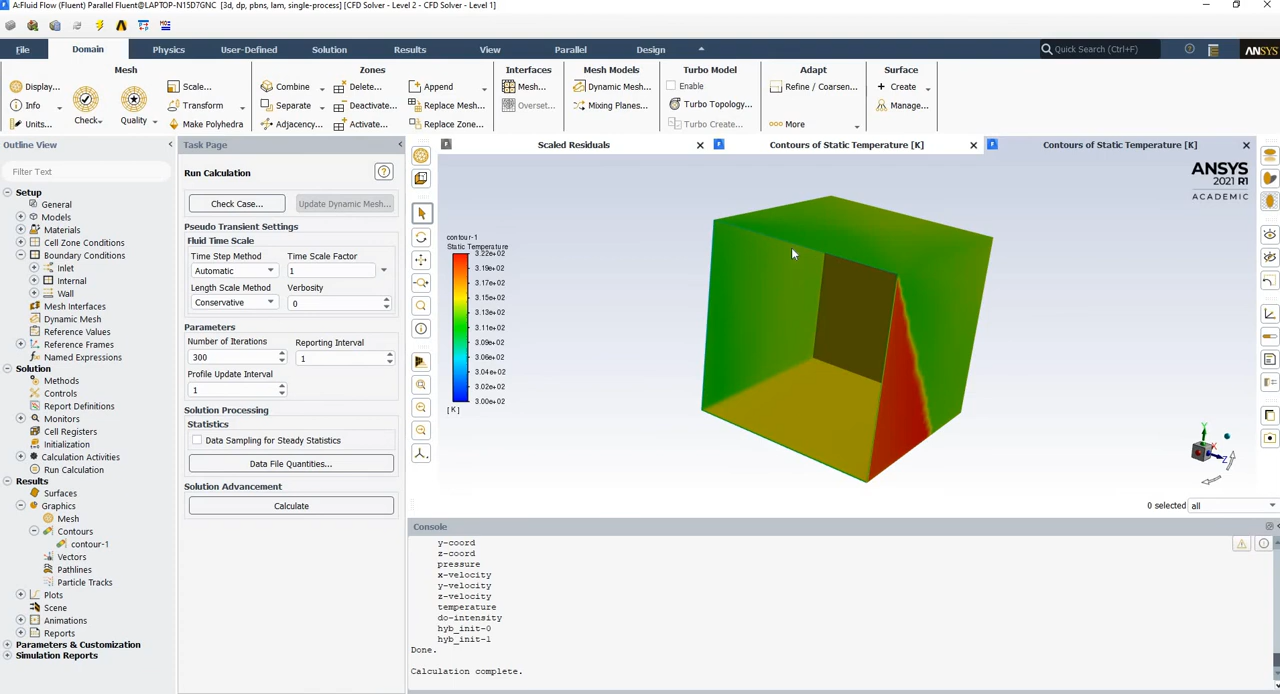 A:Fluid Flow (Fluent) Parallel Fluent@LAPTOP-N15D7GNC [3d, dp, pbns, lam, single-process] [CFD Solver - Level 2 - CFD Solver - Level 1]
File Domain Physics User-Defined Solution Results View Parallel Design
Quick Search (Ctrl+F)
ANSYS
Mesh
Display...
Info
Units...
Check
Quality
Scale...
Transform
Make Polyhedra
Zones
Combine
Separate
Adjacency...
Delete...
Deactivate...
Activate...
Append
Replace Mesh...
Replace Zone...
Interfaces
Mesh...
Overset...
Mesh Models
Dynamic Mesh...
Mixing Planes...
Turbo Model
Enable
Turbo Topology...
Turbo Create...
Adapt
Refine / Coarsen...
More
Surface
Create
Manage...
Outline View
Filter Text
Setup
General
Models
Materials
Cell Zone Conditions
Boundary Conditions
Inlet
Internal
Wall
Mesh Interfaces
Dynamic Mesh
Reference Values
Reference Frames
Named Expressions
Solution
Methods
Controls
Report Definitions
Monitors
Cell Registers
Initialization
Calculation Activities
Run Calculation
Results
Surfaces
Graphics
Mesh
Contours
contour-1
Vectors
Pathlines
Particle Tracks
Plots
Scene
Animations
Reports
Parameters & Customization
Simulation Reports
Task Page
Run Calculation
Check Case...
Update Dynamic Mesh...
Pseudo Transient Settings
Fluid Time Scale
Time Step Method
Time Scale Factor
Automatic
1
Length Scale Method
Verbosity
Conservative
0
Parameters
Number of Iterations
Reporting Interval
300
1
Profile Update Interval
1
Solution Processing
Statistics
Data Sampling for Steady Statistics
Data File Quantities...
Solution Advancement
Calculate
Scaled Residuals
Contours of Static Temperature [K]
Contours of Static Temperature [K]
ANSYS
2021 R1
ACADEMIC
contour-1
Static Temperature
3.22e+02
3.19e+02
3.17e+02
3.15e+02
3.13e+02
3.11e+02
3.09e+02
3.06e+02
3.04e+02
3.02e+02
3.00e+02
[ K ]
Y
X
Z
0 selected
all
Console
y-coord
z-coord
pressure
x-velocity
y-velocity
z-velocity
temperature
do-intensity
hyb_init-0
hyb_init-1
Done.
Calculation complete.